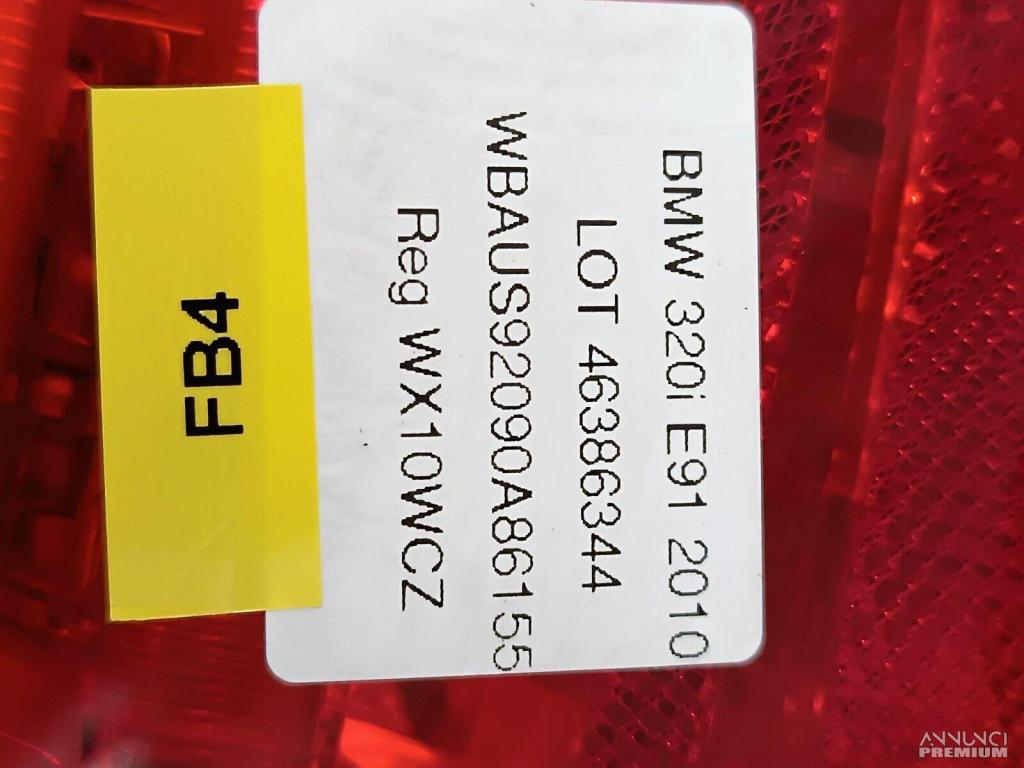 BMW 320i E91 2010
LOT 46386344
WBAUS92090A86155
Reg WX10WCZ
FB4
ANNUNCI
PREMIUM